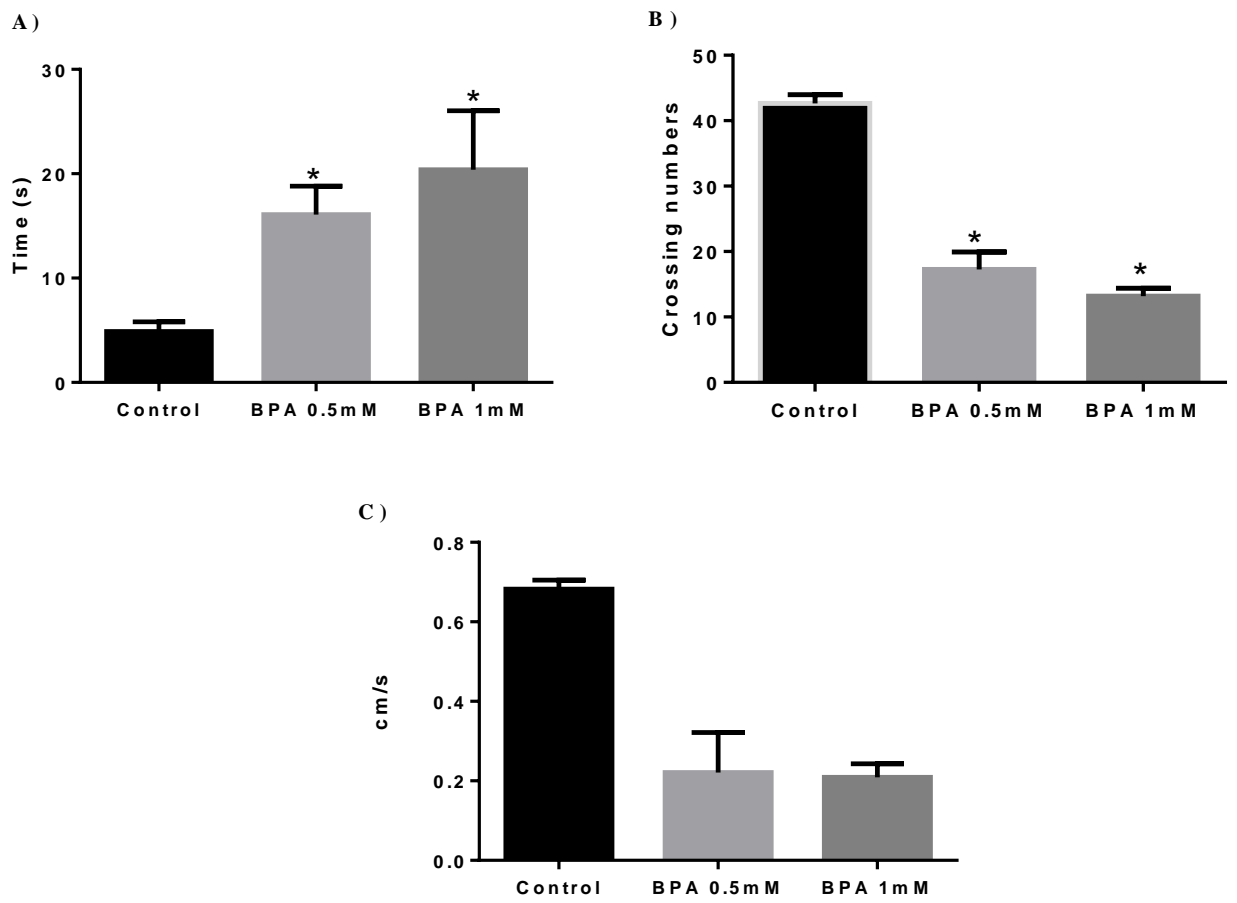 A)
Time (s)
30
20
10
0
*
*
Control
BPA 0.5mM
BPA 1mM
B)
Crossing numbers
50
40
30
20
10
0
*
*
Control
BPA 0.5mM
BPA 1mM
C)
cm/s
0.8
0.6
0.4
0.2
0.0
Control
BPA 0.5mM
BPA 1mM